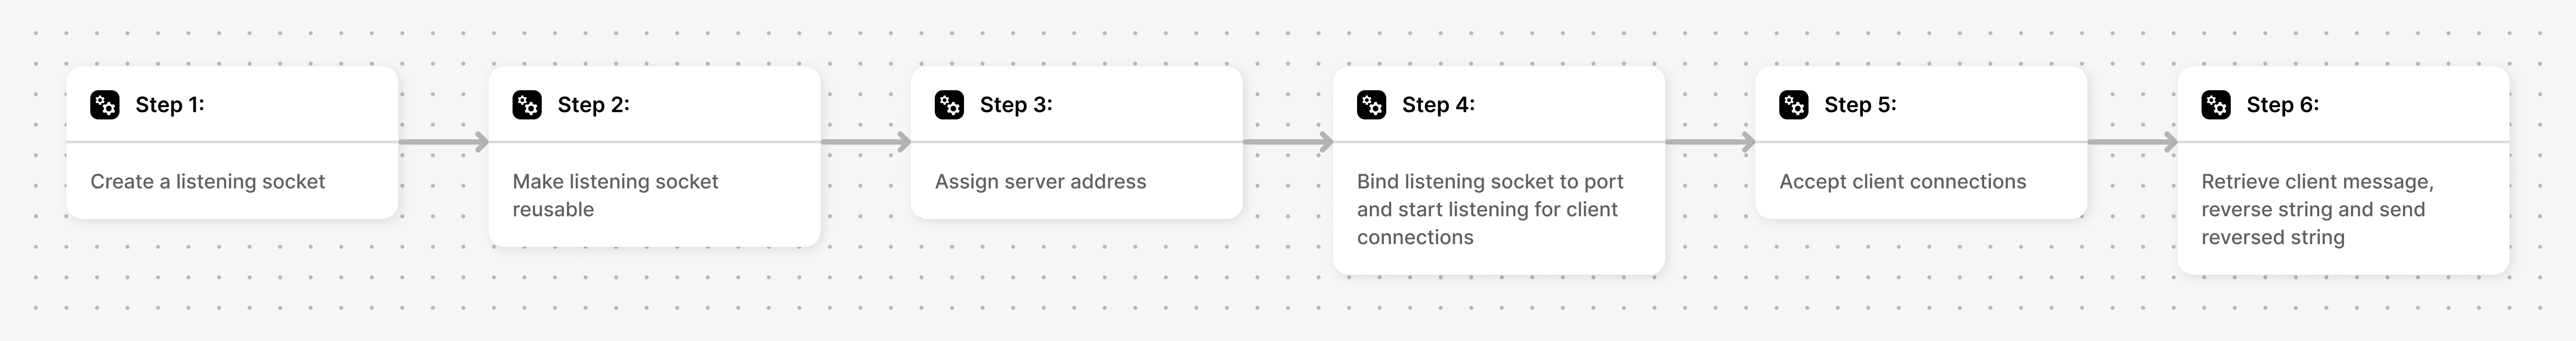 Step 1:
Create a listening socket
Step 2:
Make listening socket
reusable
Step 3:
Assign server address
Step 4:
Bind listening socket to port
and start listening for client
connections
Step 5:
Accept client connections
Step 6:
Retrieve client message,
reverse string and send
reversed string